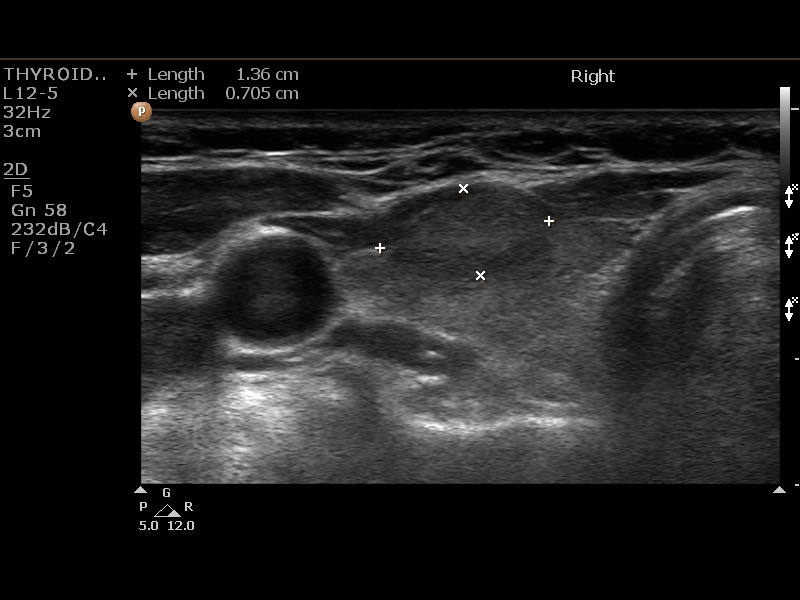 THYROID.. + Length 1.36 cm
L12-5 × Length 0.705 cm
Right
32Hz
P
3cm
2D
F5
Gn 58
232dB/C4
F/3/2
G
P R
5.0 12.0